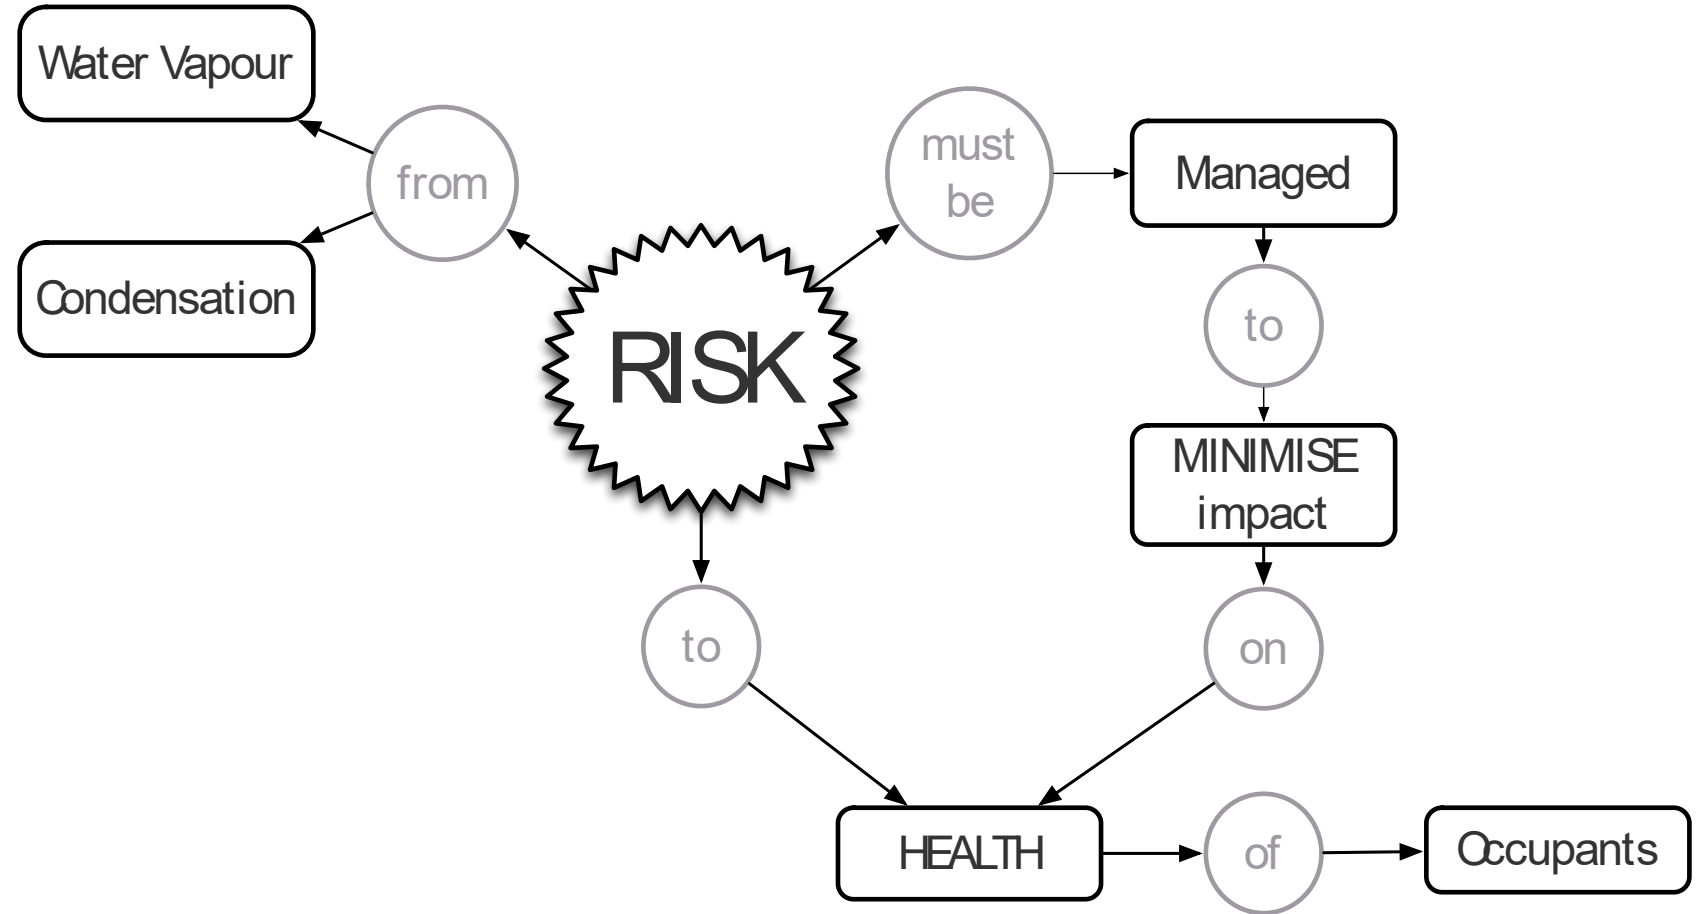 Water Vapour
from
Condensation
RISK
must
be
Managed
to
MINIMISE
impact
to
on
HEALTH
of
Occupants